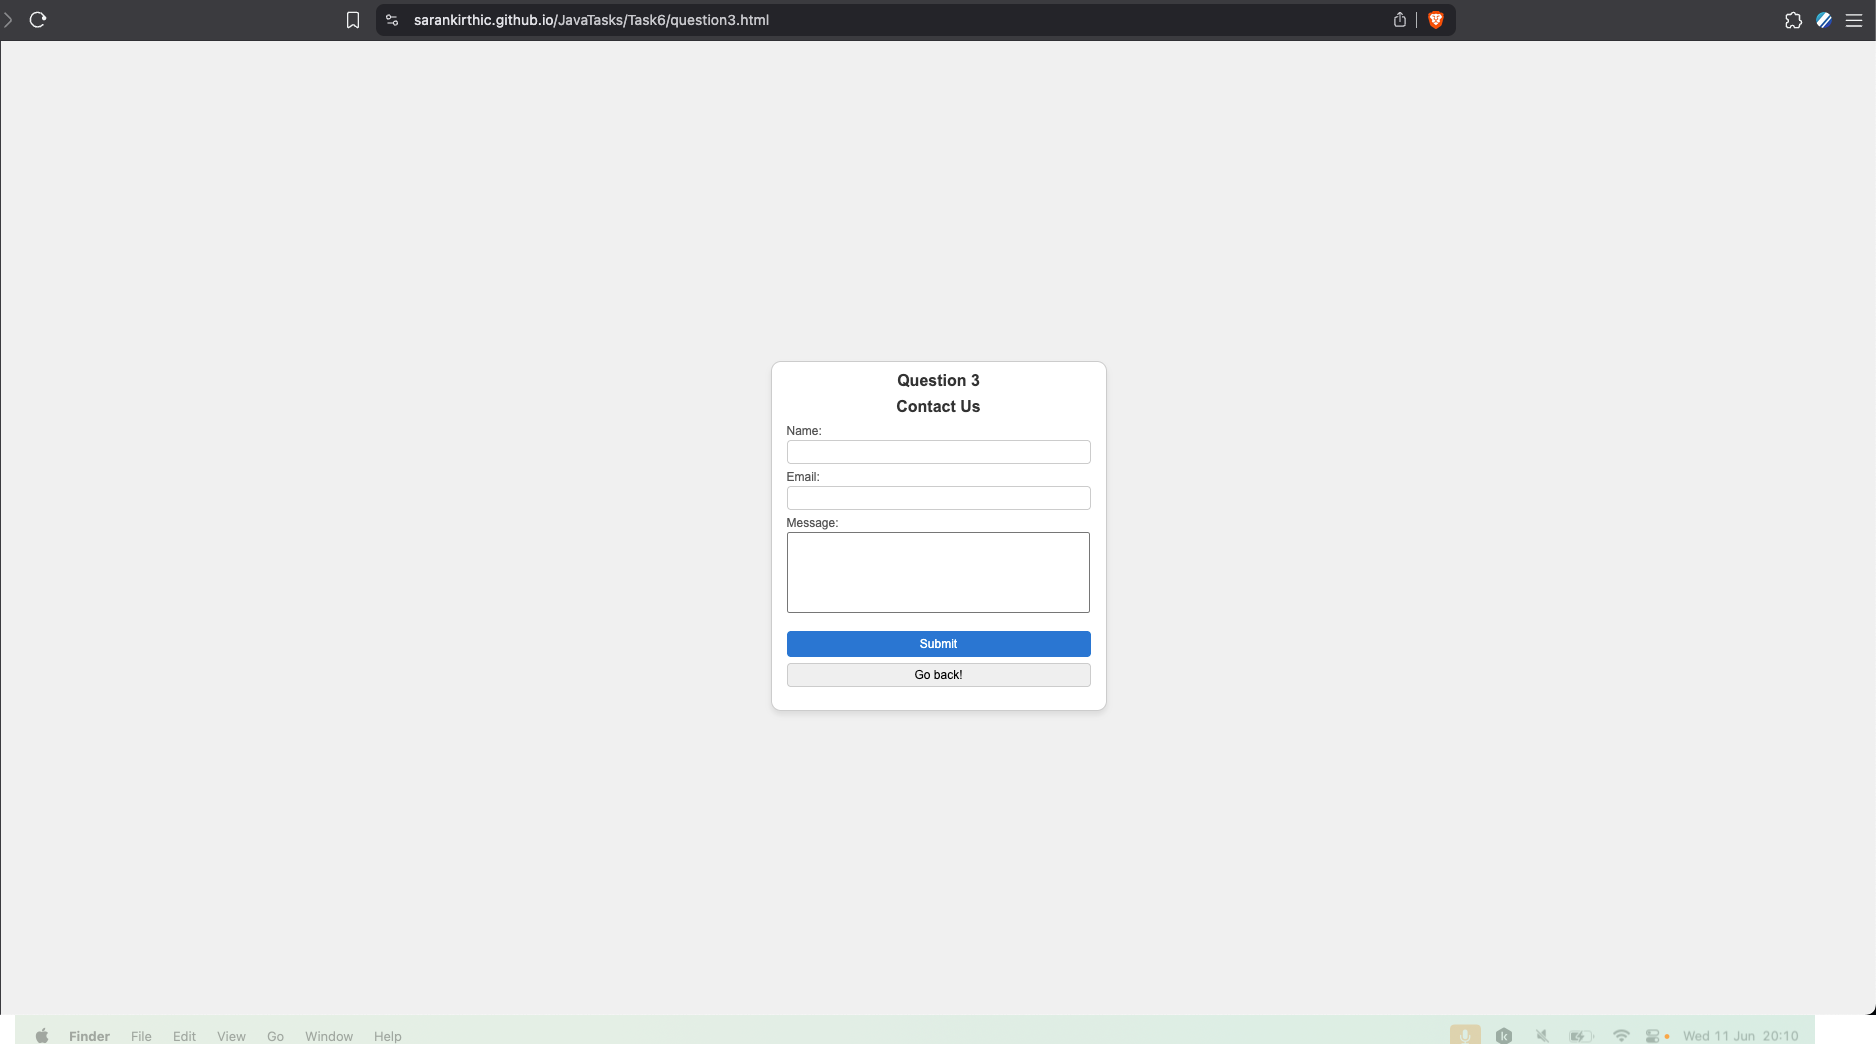 sarankirthic.github.io/JavaTasks/Task6/question3.html
Question 3
Contact Us
Name:
Email:
Message:
Submit
Go back!
Finder File Edit View Go Window Help Wed 11 Jun 20:10